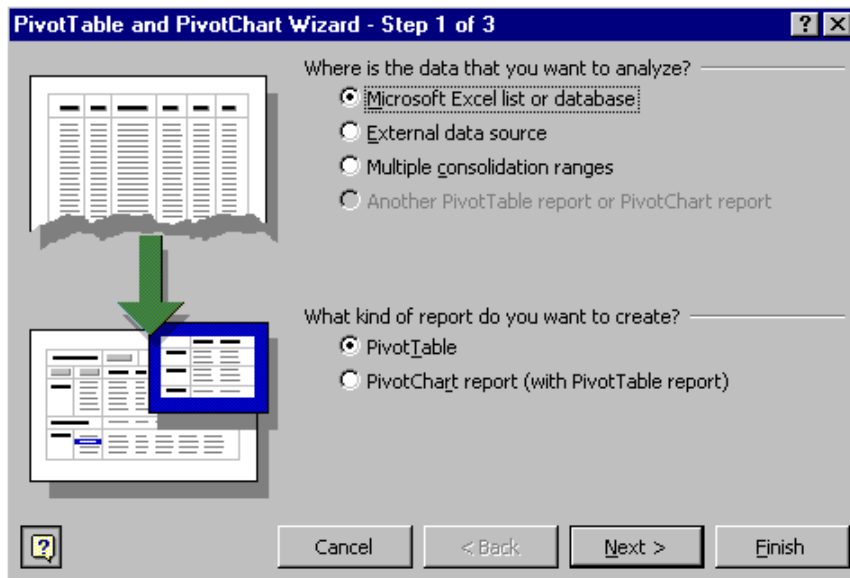 PivotTable and PivotChart Wizard - Step 1 of 3
Where is the data that you want to analyze?
Microsoft Excel list or database
External data source
Multiple consolidation ranges
Another PivotTable report or PivotChart report
What kind of report do you want to create?
PivotTable
PivotChart report (with PivotTable report)
Cancel
< Back
Next >
Finish